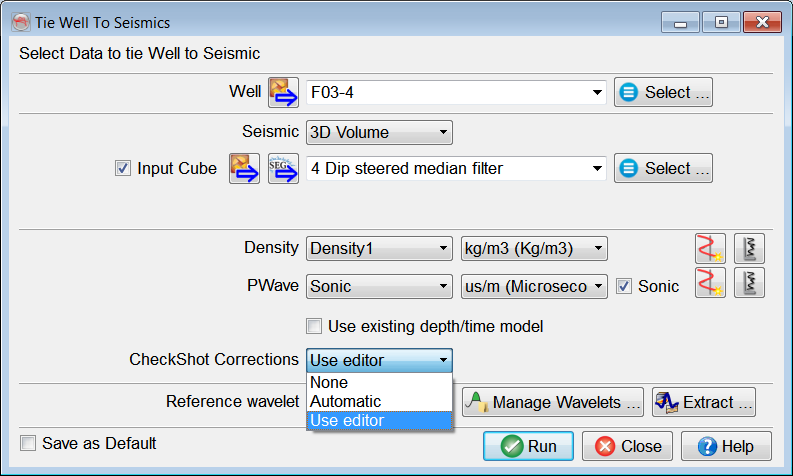 Tie Well To Seismics
Select Data to tie Well to Seismic
Well F03-4 Select ...
Seismic 3D Volume
Input Cube SEG 4 Dip steered median filter Select ...
Density Density1 kg/m3 (Kg/m3)
PWave Sonic us/m (Microseco Sonic
Use existing depth/time model
CheckShot Corrections Use editor
None
Automatic
Use editor
Reference wavelet Manage Wavelets ... Extract ...
Save as Default Run Close Help